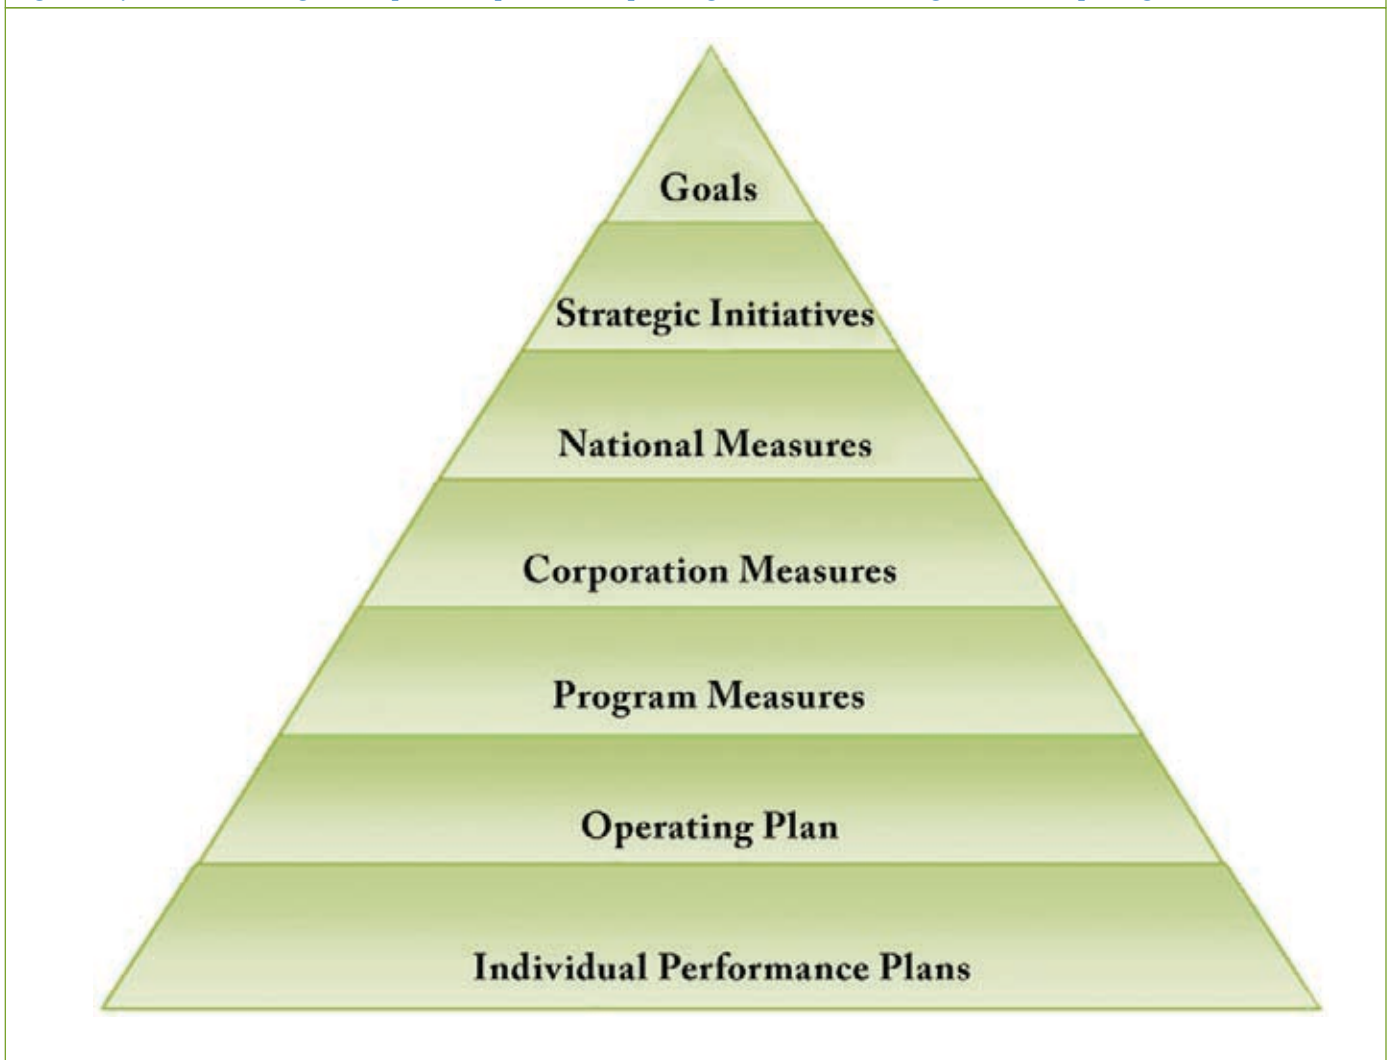 Goals
Strategic Initiatives
National Measures
Corporation Measures
Program Measures
Operating Plan
Individual Performance Plans